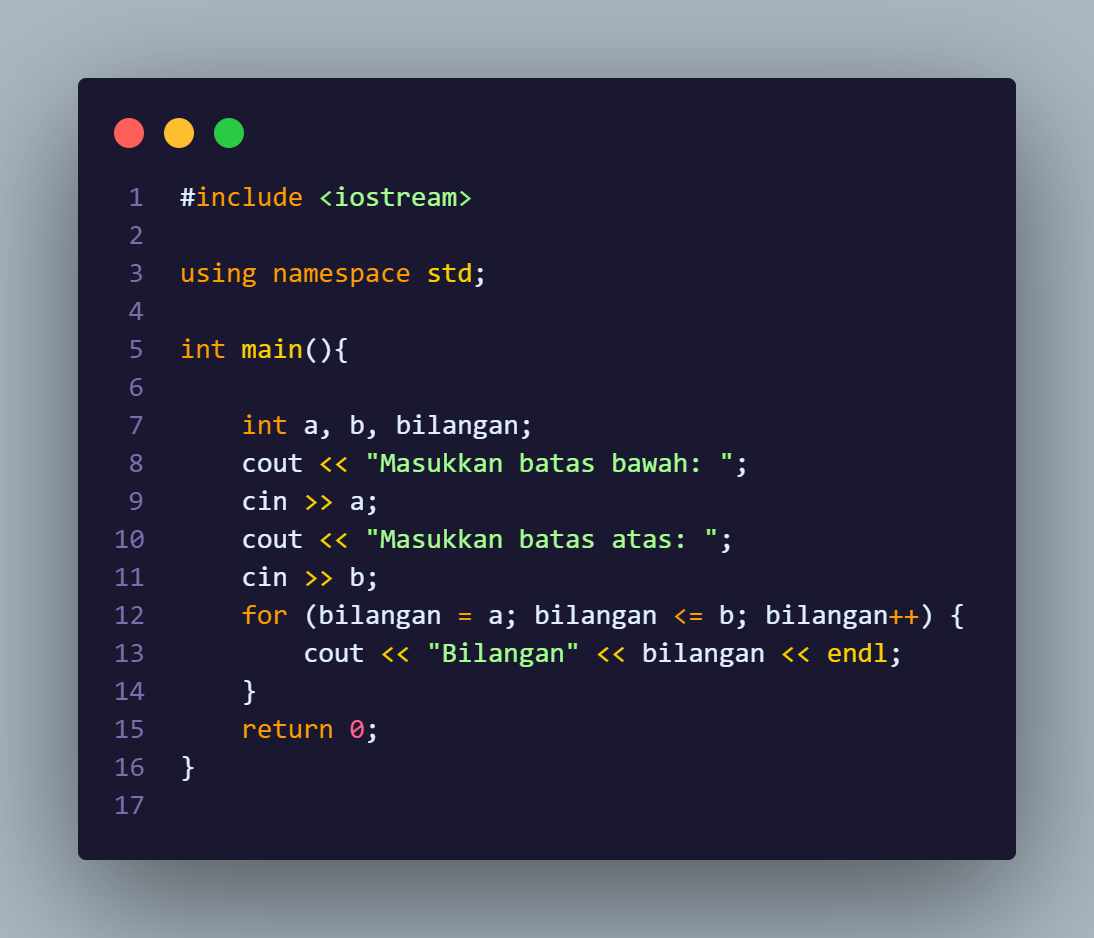 1 #include <iostream>
2
3 using namespace std;
4
5 int main(){
6
7     int a, b, bilangan;
8     cout << "Masukkan batas bawah: ";
9     cin >> a;
10     cout << "Masukkan batas atas: ";
11     cin >> b;
12     for (bilangan = a; bilangan <= b; bilangan++) {
13         cout << "Bilangan" << bilangan << endl;
14     }
15     return 0;
16 }
17